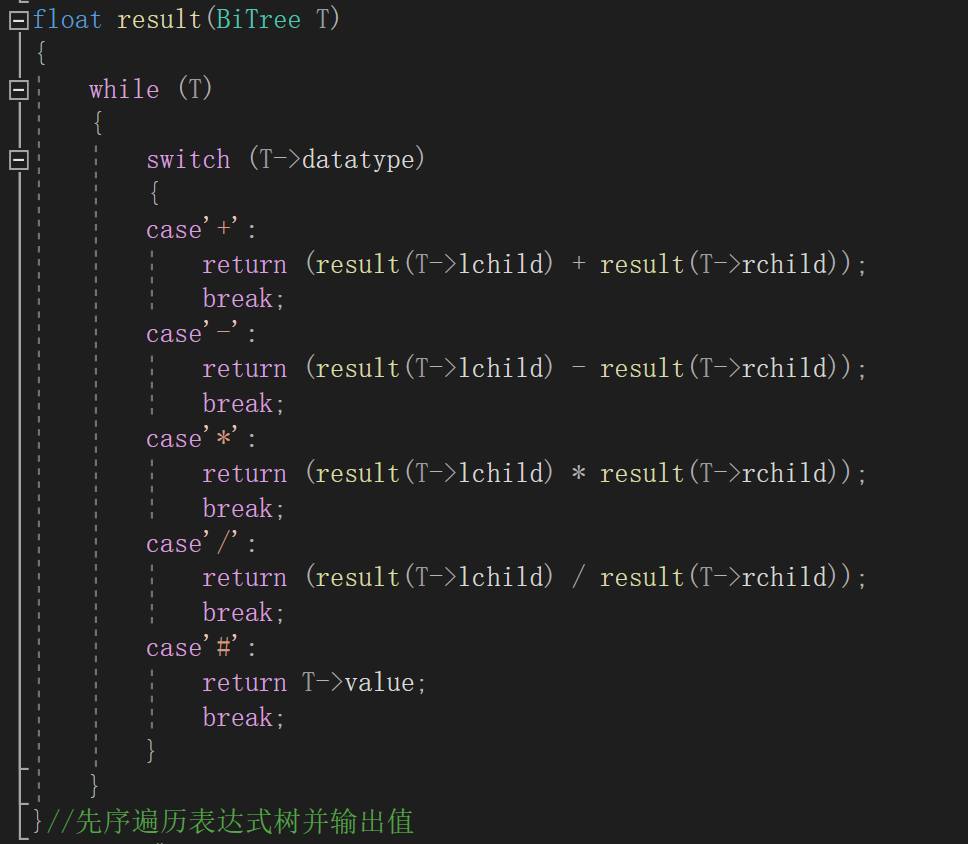 float result(BiTree T)
{
while (T)
{
switch (T->datatype)
{
case'+':
return (result(T->lchild) + result(T->rchild));
break;
case'-':
return (result(T->lchild) - result(T->rchild));
break;
case'*':
return (result(T->lchild) * result(T->rchild));
break;
case'/':
return (result(T->lchild) / result(T->rchild));
break;
case'#':
return T->value;
break;
}
}
}//先序遍历表达式树并输出值